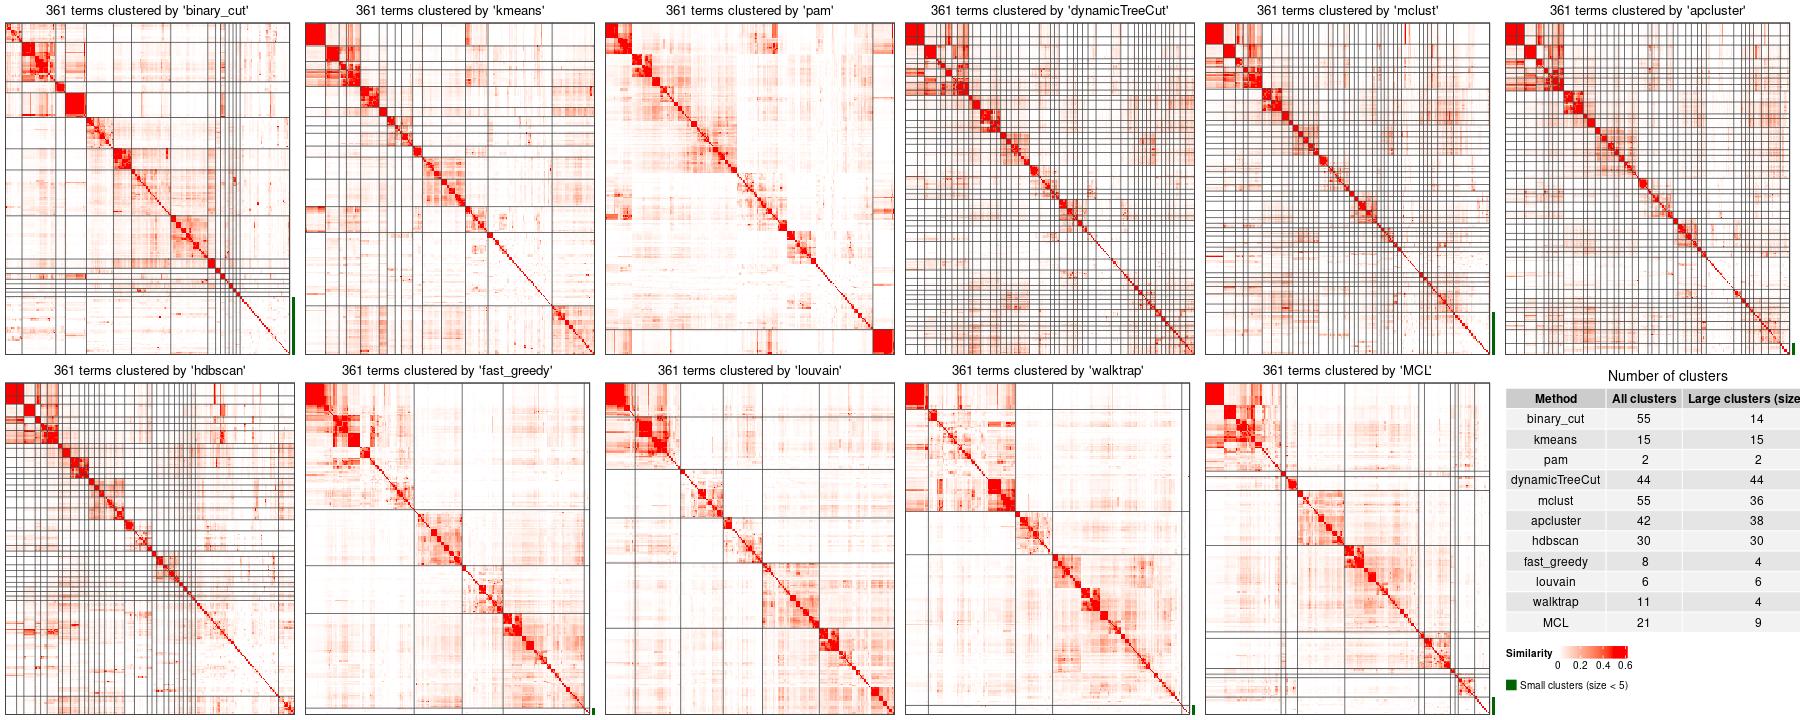 361 terms clustered by 'binary_cut'
361 terms clustered by 'kmeans'
361 terms clustered by 'pam'
361 terms clustered by 'dynamicTreeCut'
361 terms clustered by 'mclust'
361 terms clustered by 'apcluster'
361 terms clustered by 'hdbscan'
361 terms clustered by 'fast_greedy'
361 terms clustered by 'louvain'
361 terms clustered by 'walktrap'
361 terms clustered by 'MCL'
Number of clusters
Method All clusters Large clusters (size
binary_cut 55 14
kmeans 15 15
pam 2 2
dynamicTreeCut 44 44
mclust 55 36
apcluster 42 38
hdbscan 30 30
fast_greedy 8 4
louvain 6 6
walktrap 11 4
MCL 21 9
Similarity
0 0.2 0.4 0.6
Small clusters (size < 5)